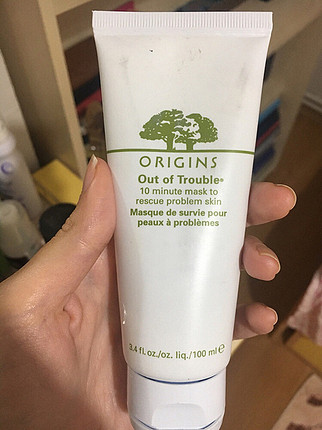 ORIGINS
Out of Trouble®
10 minute mask to
rescue problem skin
Masque de survie pour
peaux à problèmes
3.4 fl.oz./oz. liq./100 ml ℮